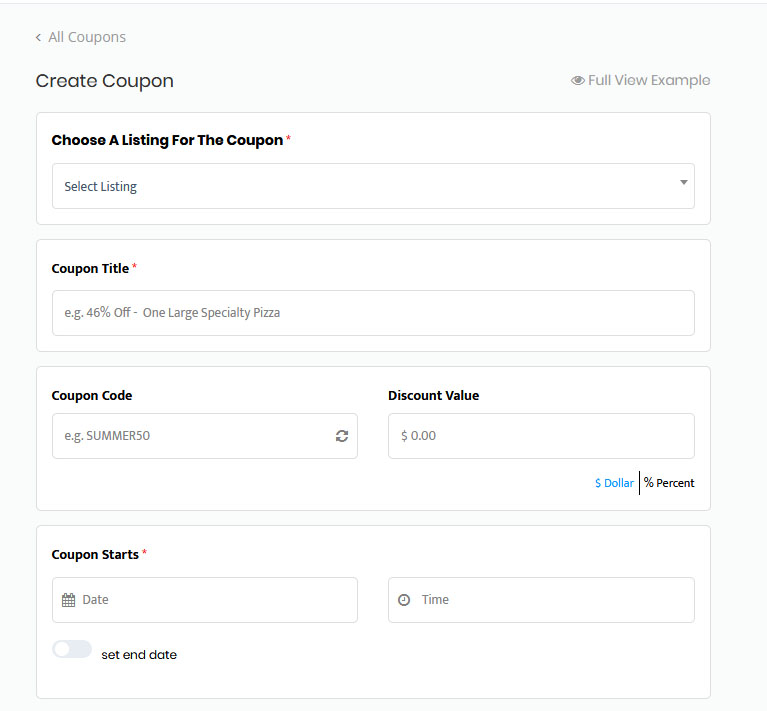 All Coupons
Create Coupon
Full View Example
Choose A Listing For The Coupon *
Select Listing
Coupon Title *
e.g. 46% Off - One Large Specialty Pizza
Coupon Code
Discount Value
e.g. SUMMER50
$ 0.00
$ Dollar
% Percent
Coupon Starts *
Date
Time
set end date